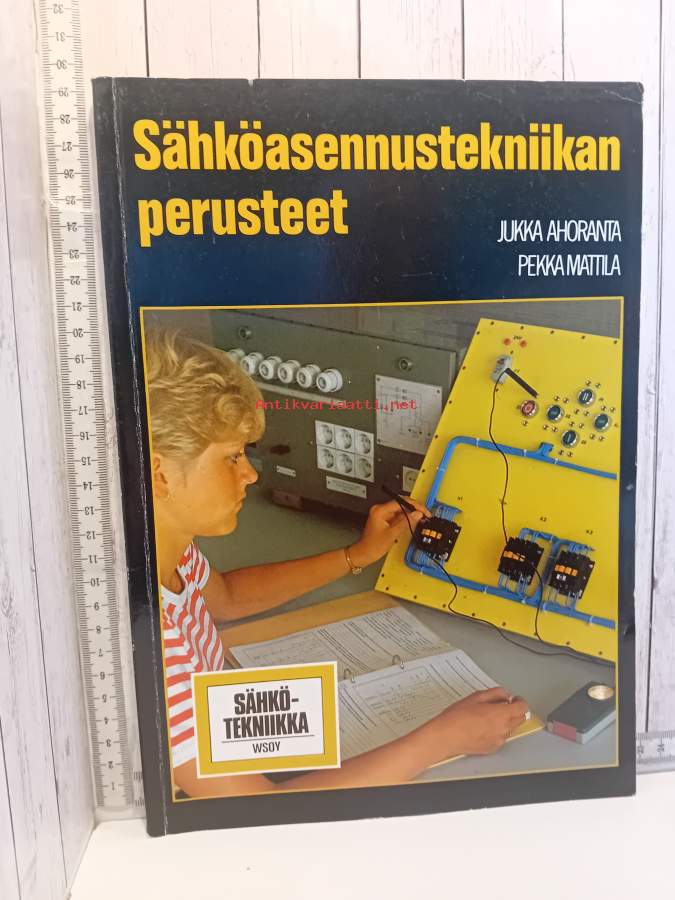 Sähköasennustekniikan
perusteet
JUKKA AHORANTA
PEKKA MATTILA
Antikvariaatti.net
SÄHKÖ-
TEKNIIKKA
WSOY